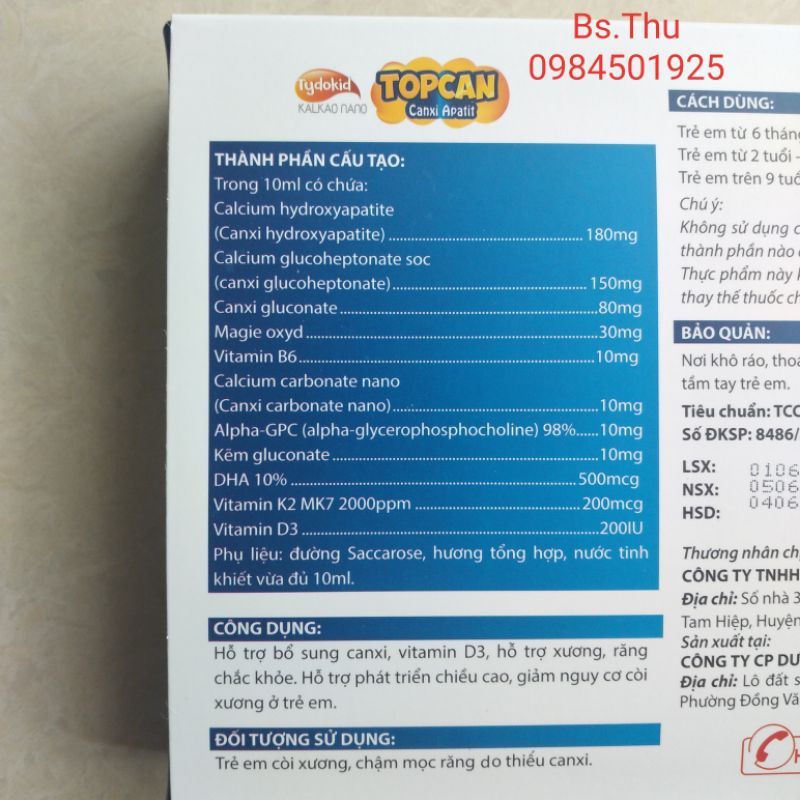 Bs.Thu
0984501925
Tydokid
KALKAO NANO
TOPCAN
Canxi Apatit
THÀNH PHẦN CẤU TẠO:
Trong 10ml có chứa:
Calcium hydroxyapatite
(Canxi hydroxyapatite) ........ 180mg
Calcium glucoheptonate soc
(canxi glucoheptonate) ........ 150mg
Canxi gluconate ........ 80mg
Magie oxyd ........ 30mg
Vitamin B6 ........ 10mg
Calcium carbonate nano
(Canxi carbonate nano) ........ 10mg
Alpha-GPC (alpha-glycerophosphocholine) 98%......10mg
Kẽm gluconate ........ 10mg
DHA 10% ........ 500mcg
Vitamin K2 MK7 2000ppm ........ 200mcg
Vitamin D3 ........ 200IU
Phụ liệu: đường Saccarose, hương tổng hợp, nước tinh
khiết vừa đủ 10ml.
CÔNG DỤNG:
Hỗ trợ bổ sung canxi, vitamin D3, hỗ trợ xương, răng
chắc khỏe. Hỗ trợ phát triển chiều cao, giảm nguy cơ còi
xương ở trẻ em.
ĐỐI TƯỢNG SỬ DỤNG:
Trẻ em còi xương, chậm mọc răng do thiếu canxi.
CÁCH DÙNG:
Trẻ em từ 6 tháng
Trẻ em từ 2 tuổi -
Trẻ em trên 9 tuổ
Chú ý:
Không sử dụng c
thành phần nào
Thực phẩm này
thay thế thuốc ch
BẢO QUẢN:
Nơi khô ráo, thoá
tầm tay trẻ em.
Tiêu chuẩn: TCC
Số ĐKSP: 8486/
LSX: 0106
NSX: 0506
HSD: 0406
Thương nhân ch
CÔNG TY TNHH
Địa chỉ: Số nhà 3
Tam Hiệp, Huyện
Sản xuất tại:
CÔNG TY CP DƯ
Địa chỉ: Lô đất s
Phường Đồng Vă
H